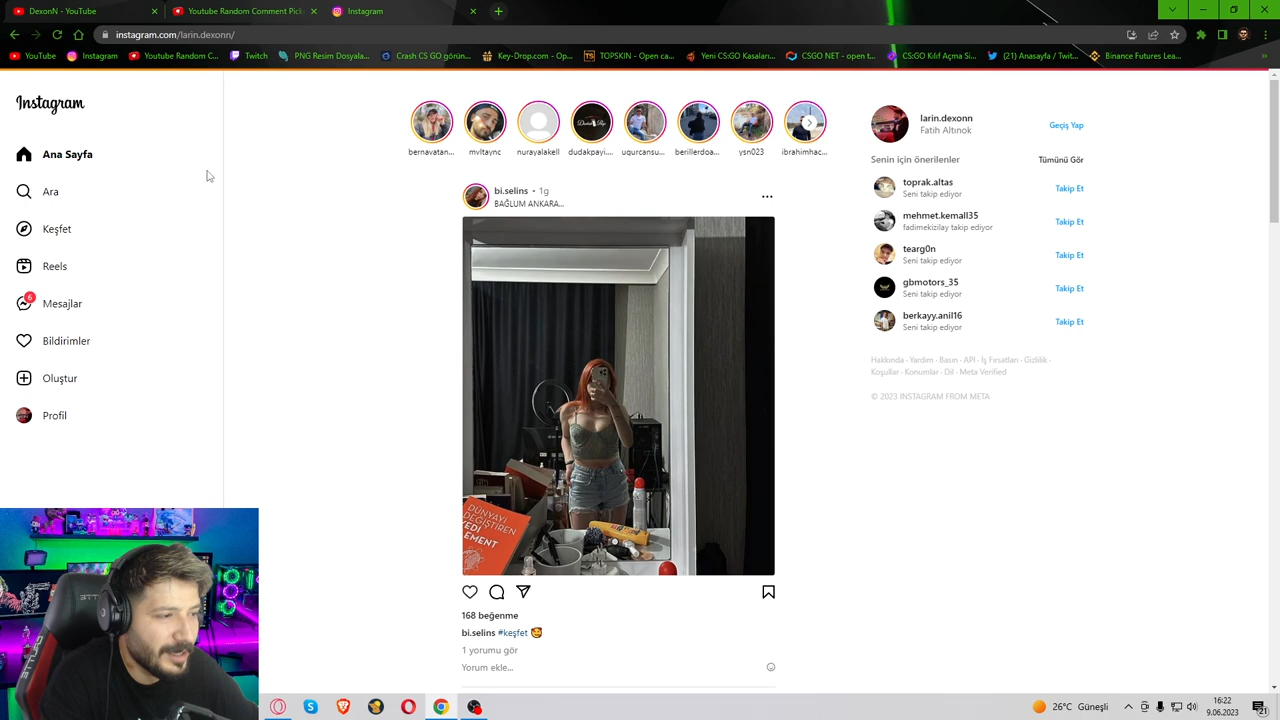 DexonN - YouTube
Youtube Random Comment Pick
Instagram
instagram.com/larin.dexonn/
YouTube
Instagram
Youtube Random C...
Twitch
PNG Resim Dosyala...
Crash CS GO görün...
Key-Drop.com - Op...
TOPSKIN - Open ca...
Yeni CS:GO Kasaları...
CSGO NET - open t...
CS:GO Kılıf Açma Si...
(21) Anasayfa / Twit...
Binance Futures Lea...
Instagram
Ana Sayfa
Ara
Keşfet
Reels
6
Mesajlar
Bildirimler
Oluştur
Profil
bernavatan...
mvltaync
nurayalakell
dudakpayi....
ugurcansu...
berillerdoa...
ysn023
ibrahimhac...
bi.selins • 1g
BAĞLUM ANKARA...
DÜNYAYI
DEĞİŞTİREN
168 beğenme
bi.selins #keşfet
1 yorumu gör
Yorum ekle...
larin.dexonn
Fatih Altınok
Geçiş Yap
Senin için önerilenler
Tümünü Gör
toprak.altas
Seni takip ediyor
Takip Et
mehmet.kemall35
fadimekizilay takip ediyor
Takip Et
tearg0n
Seni takip ediyor
Takip Et
gbmotors_35
Seni takip ediyor
Takip Et
berkayy.anil16
Seni takip ediyor
Takip Et
Hakkında · Yardım · Basın · API · İş Fırsatları · Gizlilik ·
Koşullar · Konumlar · Dil · Meta Verified
© 2023 INSTAGRAM FROM META
26°C Güneşli
16:22
9.06.2023
21